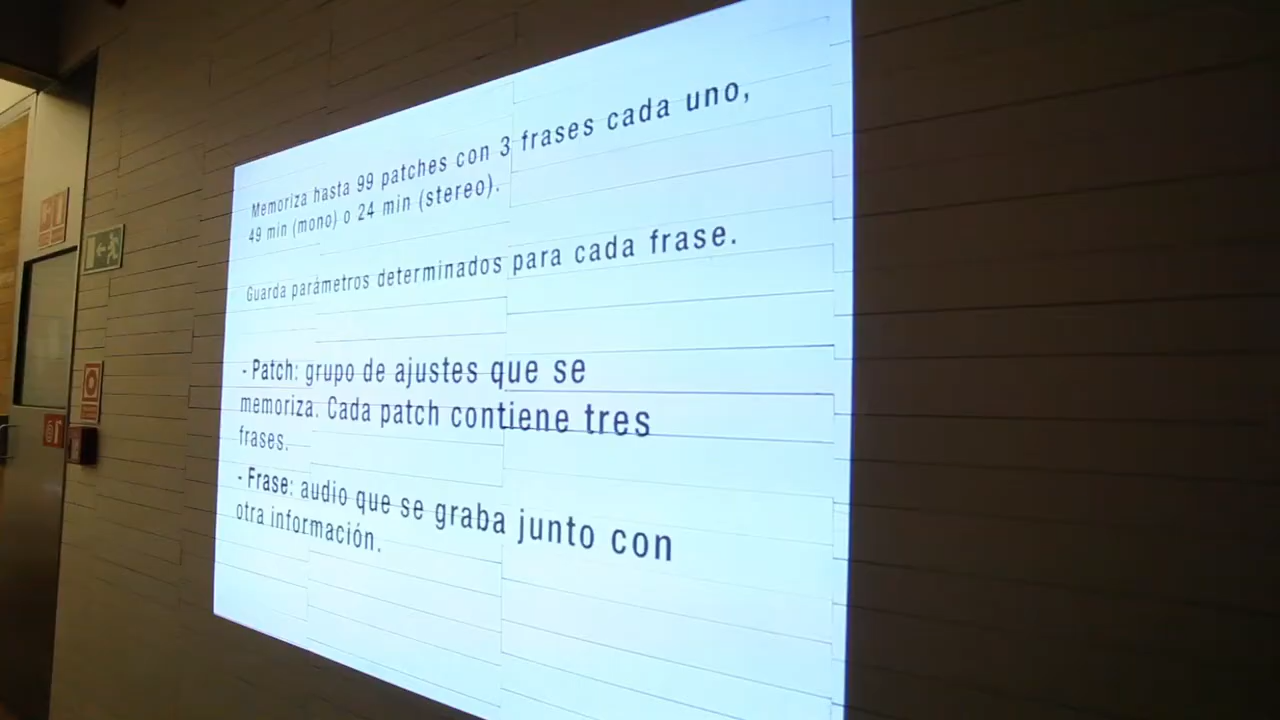 Memoriza hasta 99 patches con 3 frases cada uno,
49 min (mono) o 24 min (stereo).
Guarda parámetros determinados para cada frase.
- Patch: grupo de ajustes que se
memoriza. Cada patch contiene tres
frases.
- Frase: audio que se graba junto con
otra información.